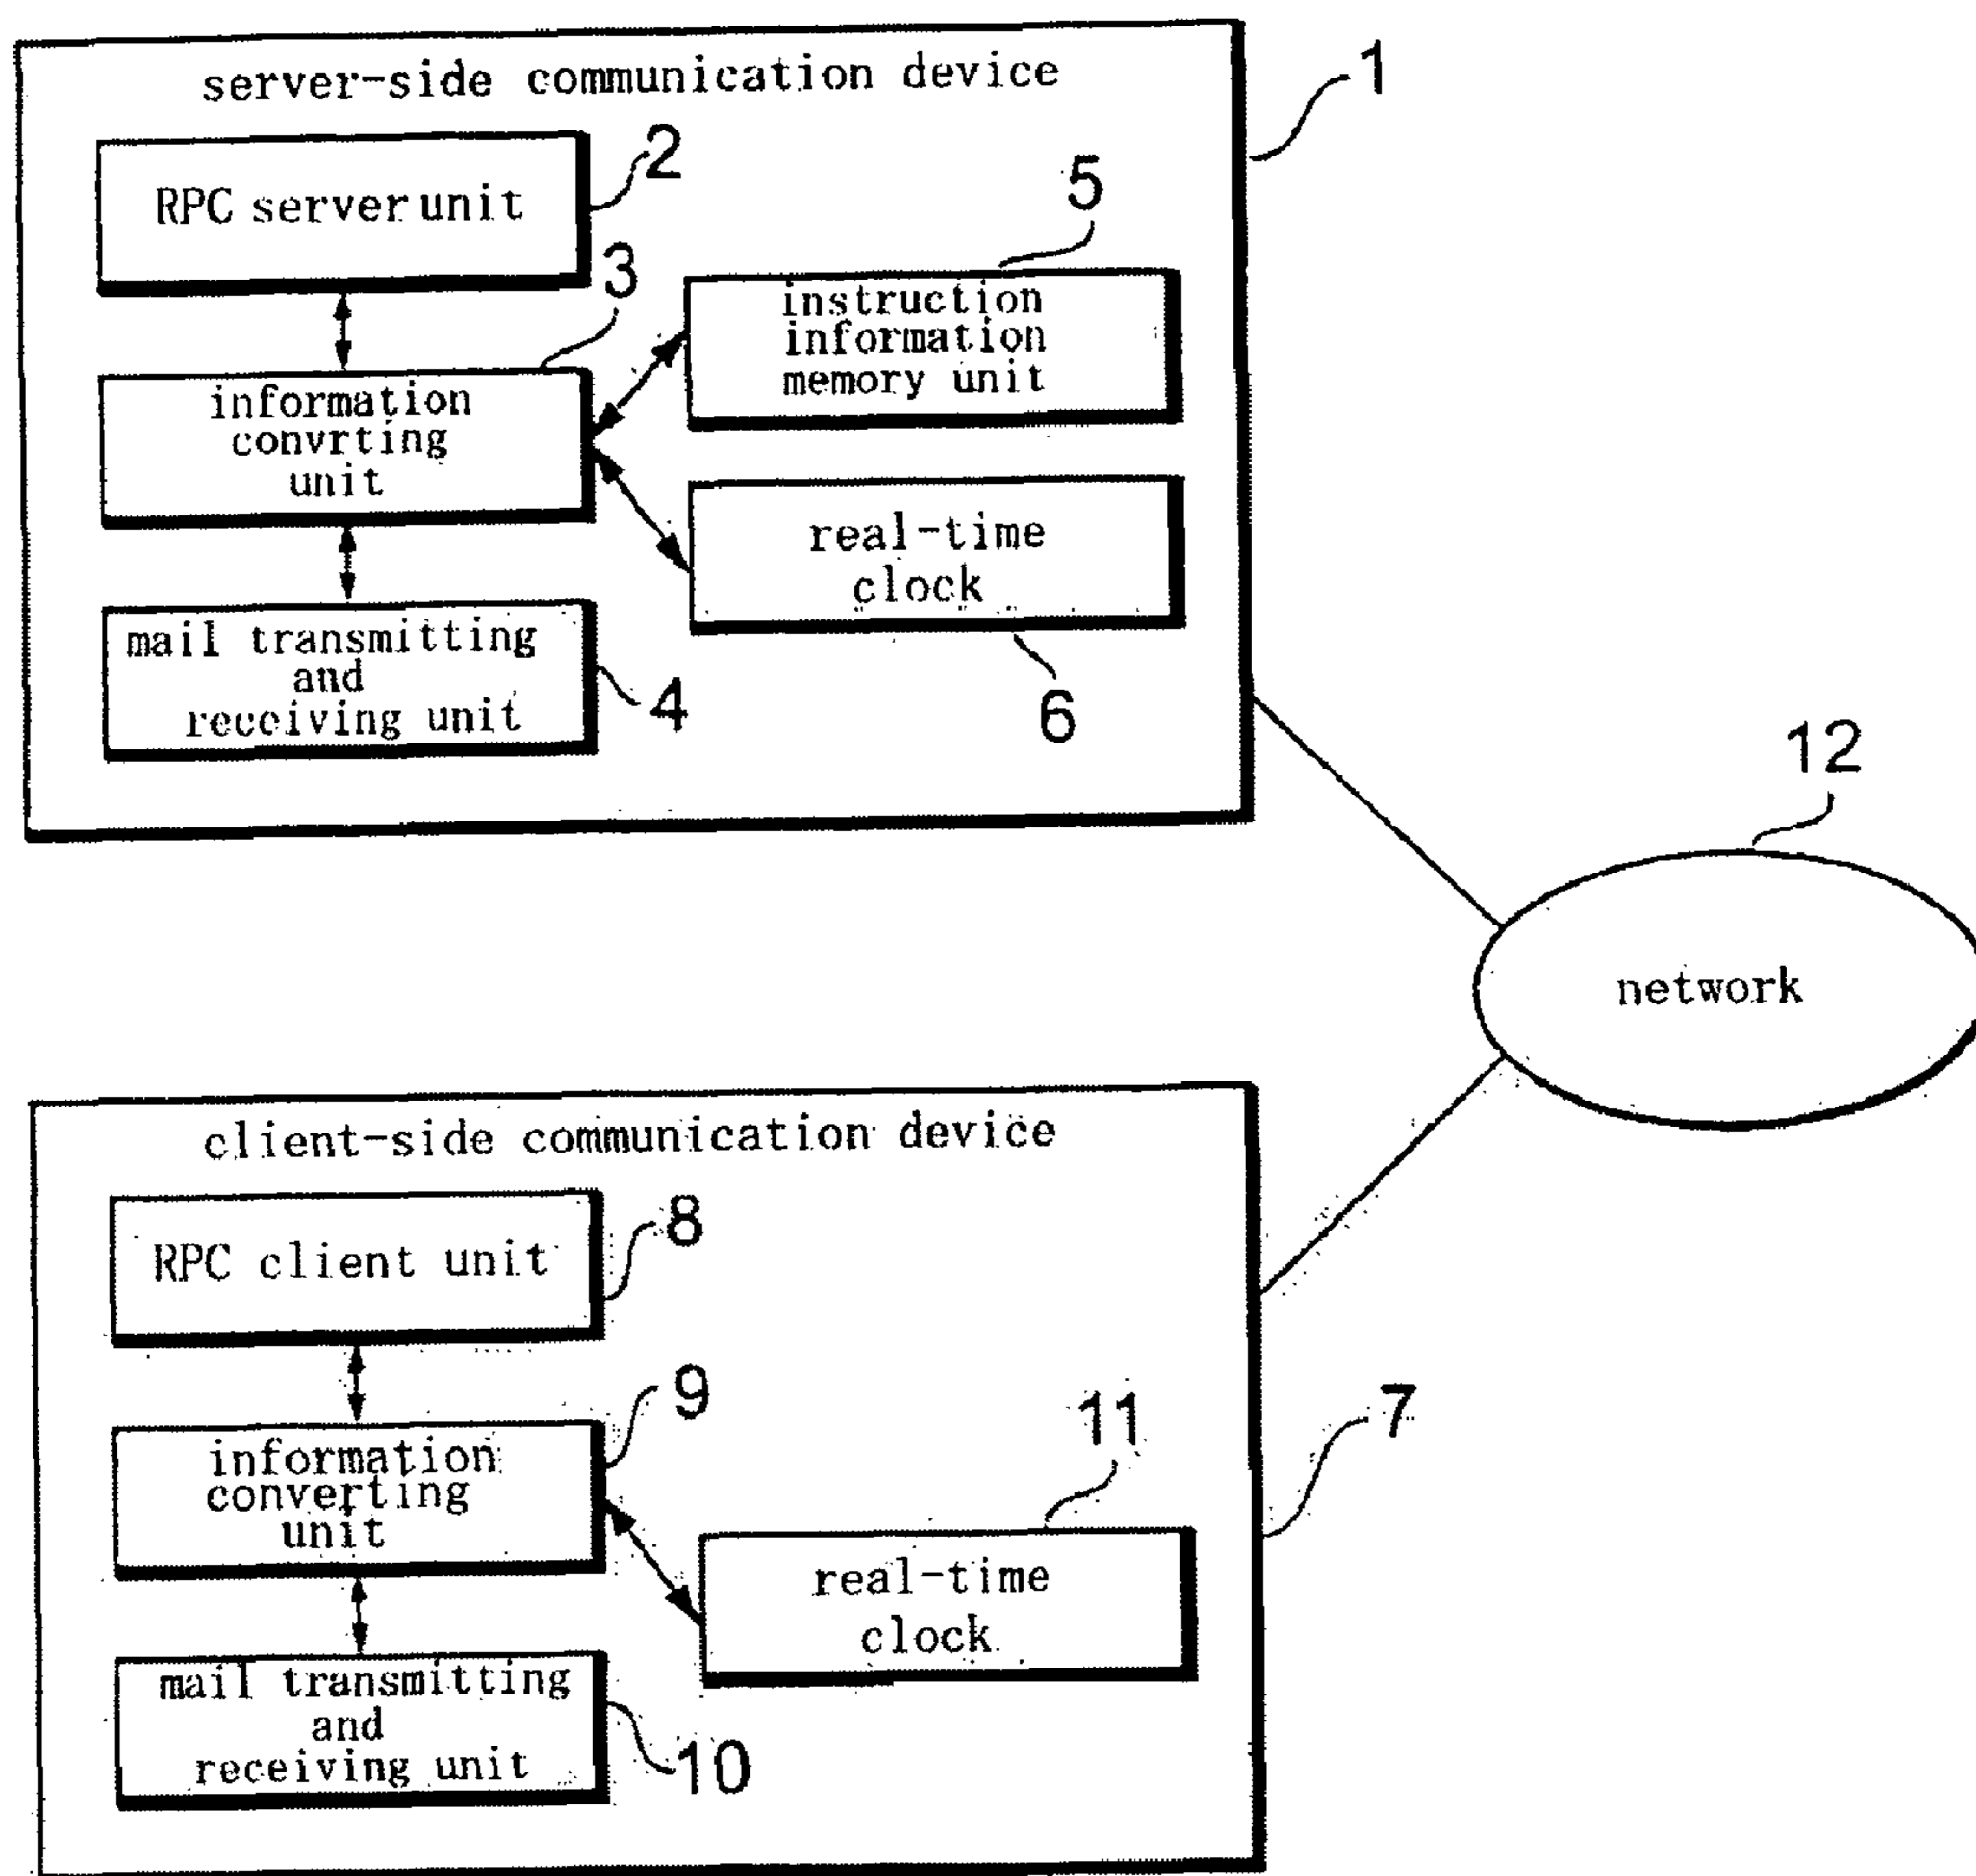 server-side communication device
1
RPC server unit
2
3
5
instruction
information
memory unit
information
convrting
unit
real-time
clock
6
mail transmitting
and
receiving unit
4
12
network
client-side communication device
RPC client unit
8
9
information
converting
unit
11
7
real-time
clock
mail transmitting
and
receiving unit
10